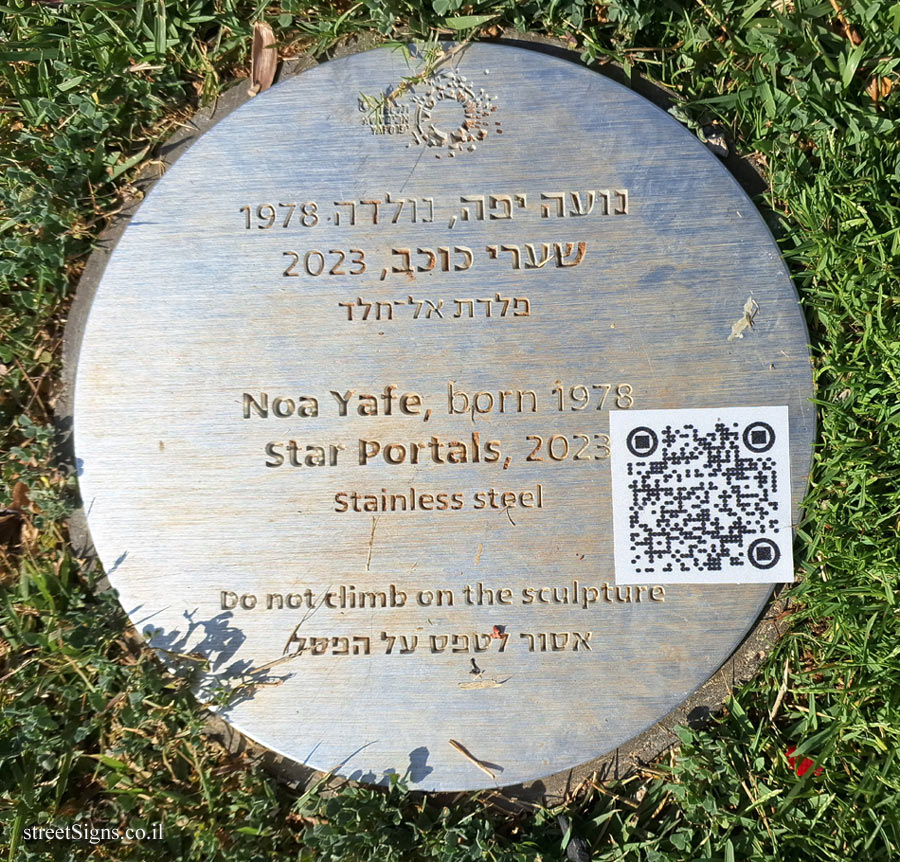 נועה יפה, נולדה 1978
שערי כוכב, 2023
פלדת אל־חלד
Noa Yafe, born 1978
Star Portals, 2023
Stainless steel
Do not climb on the sculpture
אסור לטפס על הפסל
streetSigns.co.il